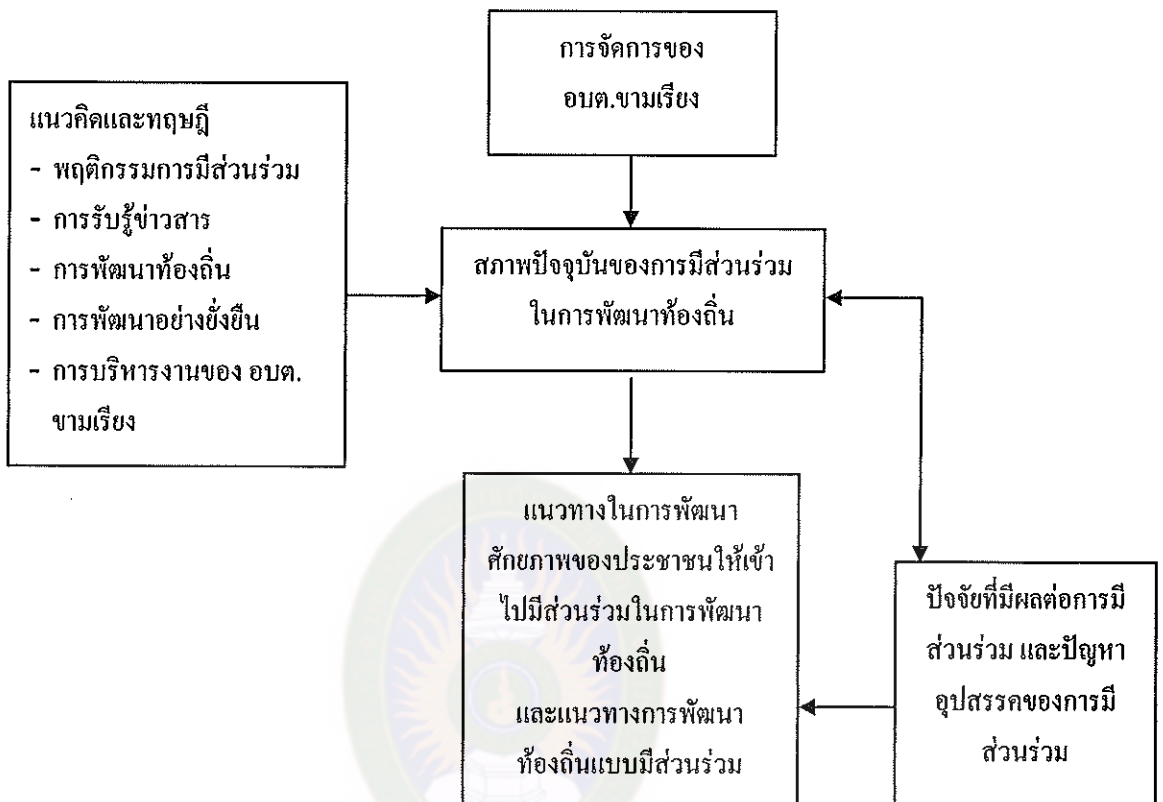 การจัดการของ
อบต.ขามเรียง
แนวคิดและทฤษฎี
- พฤติกรรมการมีส่วนร่วม
- การรับรู้ข่าวสาร
- การพัฒนาท้องถิ่น
- การพัฒนาอย่างยั่งยืน
- การบริหารงานของ อบต.
ขามเรียง
สภาพปัจจุบันของการมีส่วนร่วม
ในการพัฒนาท้องถิ่น
แนวทางในการพัฒนา
ศักยภาพของประชาชนให้เข้า
ไปมีส่วนร่วมในการพัฒนา
ท้องถิ่น
และแนวทางการพัฒนา
ท้องถิ่นแบบมีส่วนร่วม
ปัจจัยที่มีผลต่อการมี
ส่วนร่วม และปัญหา
อุปสรรคของการมี
ส่วนร่วม